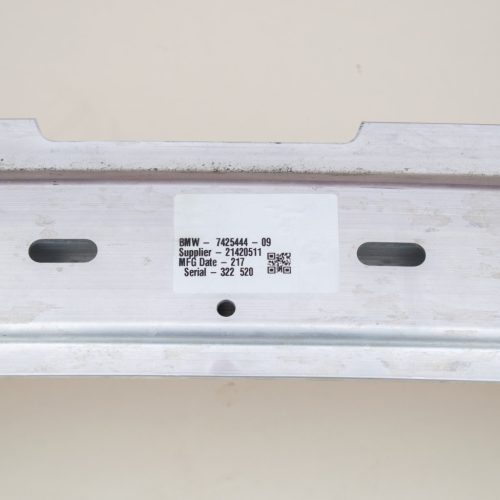 BMW - 7425444 - 09
Supplier - 21420511
MFG Date - 217
Serial - 322 520